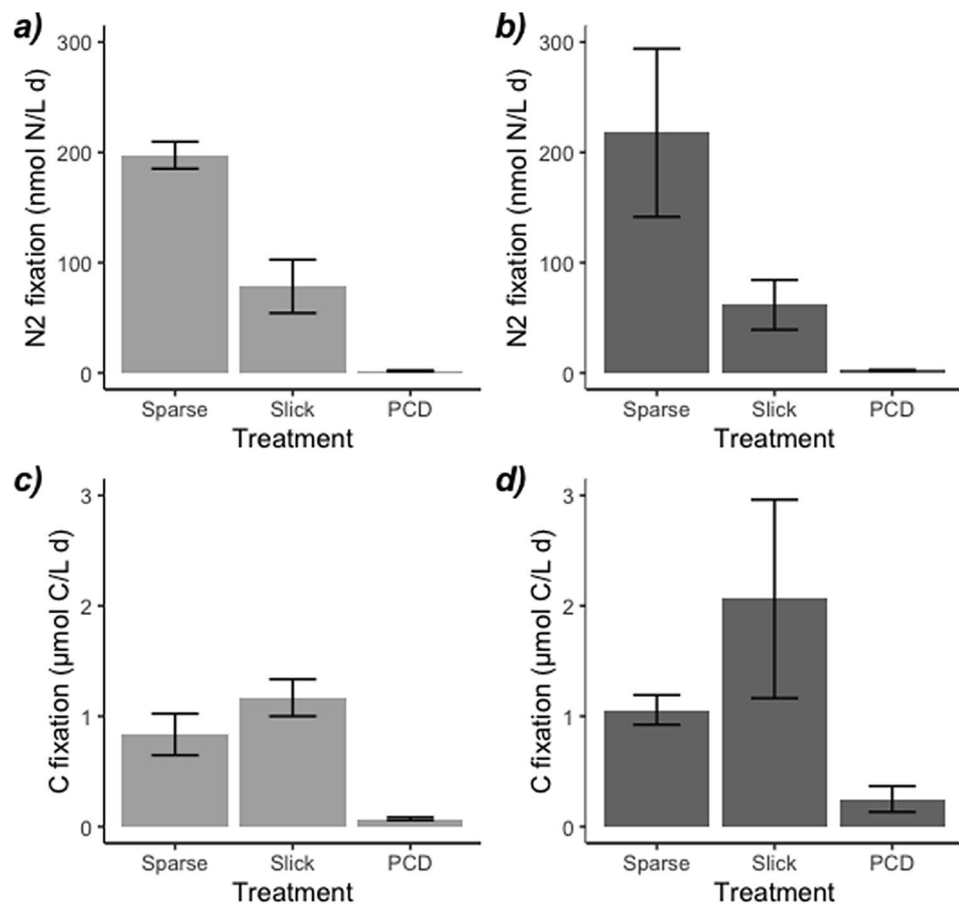 a)
N2 fixation (nmol N/L d)
300
200
100
0
Sparse Slick PCD
Treatment
b)
N2 fixation (nmol N/L d)
300
200
100
0
Sparse Slick PCD
Treatment
c)
C fixation (µmol C/L d)
3
2
1
0
Sparse Slick PCD
Treatment
d)
C fixation (µmol C/L d)
3
2
1
0
Sparse Slick PCD
Treatment